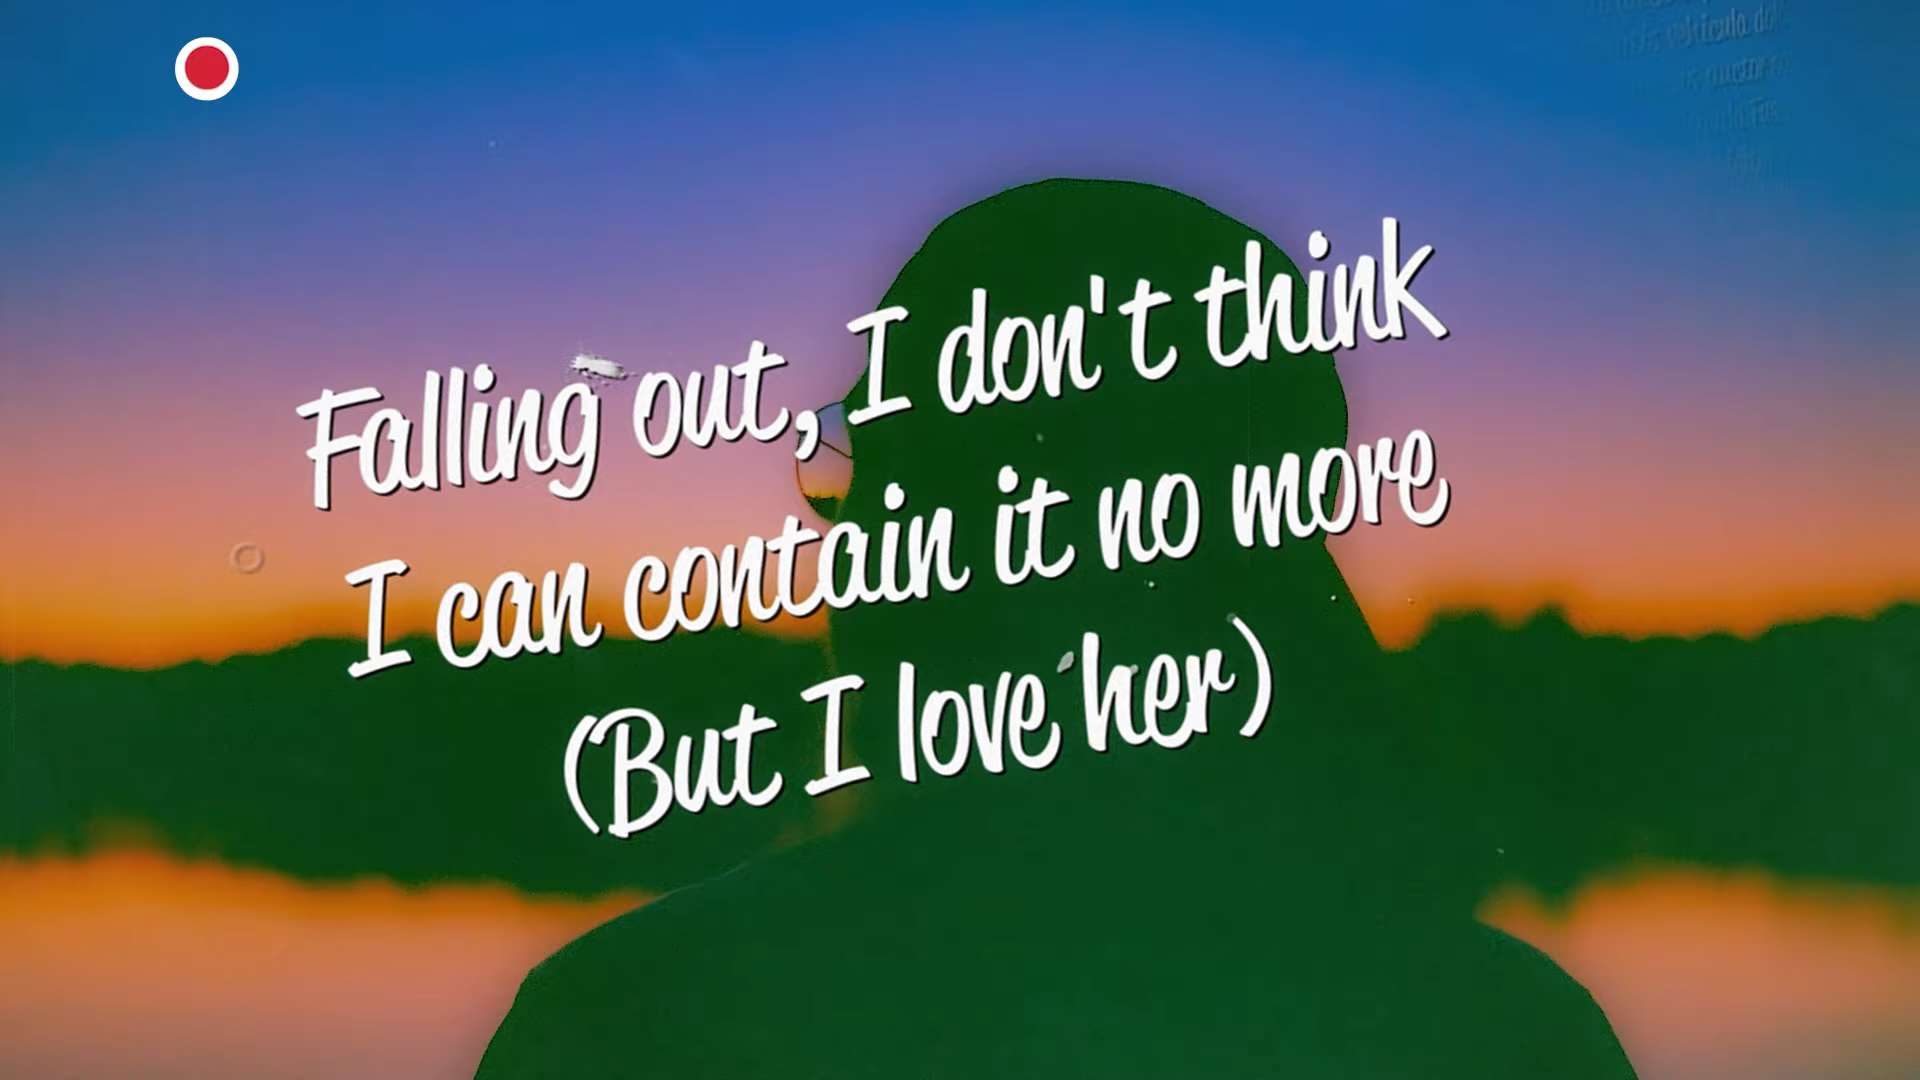 Falling out, I don't think
I can contain it no more
(But I love her)